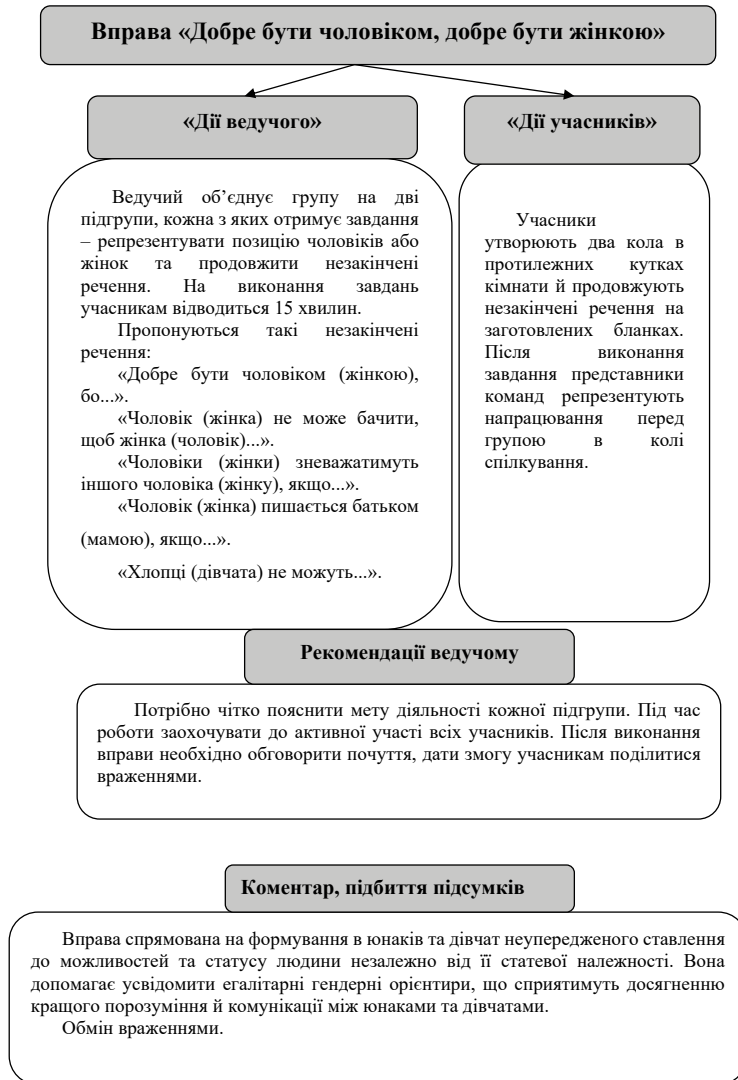 Вправа «Добре бути чоловіком, добре бути жінкою»
«Дії ведучого»
Ведучий об’єднує групу на дві
підгрупи, кожна з яких отримує завдання
– репрезентувати позицію чоловіків або
жінок та продовжити незакінчені
речення. На виконання завдань
учасникам відводиться 15 хвилин.
Пропонуються такі незакінчені
речення:
«Добре бути чоловіком (жінкою),
бо...».
«Чоловік (жінка) не може бачити,
щоб жінка (чоловік)...».
«Чоловіки (жінки) зневажатимуть
іншого чоловіка (жінку), якщо...».
«Чоловік (жінка) пишається батьком
(мамою), якщо...».
«Хлопці (дівчата) не можуть...».
«Дії учасників»
Учасники
утворюють два кола в
протилежних кутках
кімнати й продовжують
незакінчені речення на
заготовлених бланках.
Після виконання
завдання представники
команд репрезентують
напрацювання перед
групою в колі
спілкування.
Рекомендації ведучому
Потрібно чітко пояснити мету діяльності кожної підгрупи. Під час
роботи заохочувати до активної участі всіх учасників. Після виконання
вправи необхідно обговорити почуття, дати змогу учасникам поділитися
враженнями.
Коментар, підбиття підсумків
Вправа спрямована на формування в юнаків та дівчат неупередженого ставлення
до можливостей та статусу людини незалежно від її статевої належності. Вона
допомагає усвідомити егалітарні гендерні орієнтири, що сприятимуть досягненню
кращого порозуміння й комунікації між юнаками та дівчатами.
Обмін враженнями.